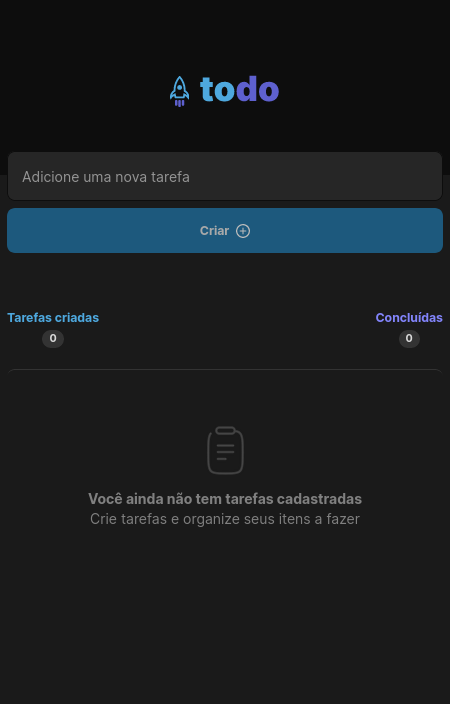 todo
Adicione uma nova tarefa
Criar
Tarefas criadas
0
Concluídas
0
Você ainda não tem tarefas cadastradas
Crie tarefas e organize seus itens a fazer